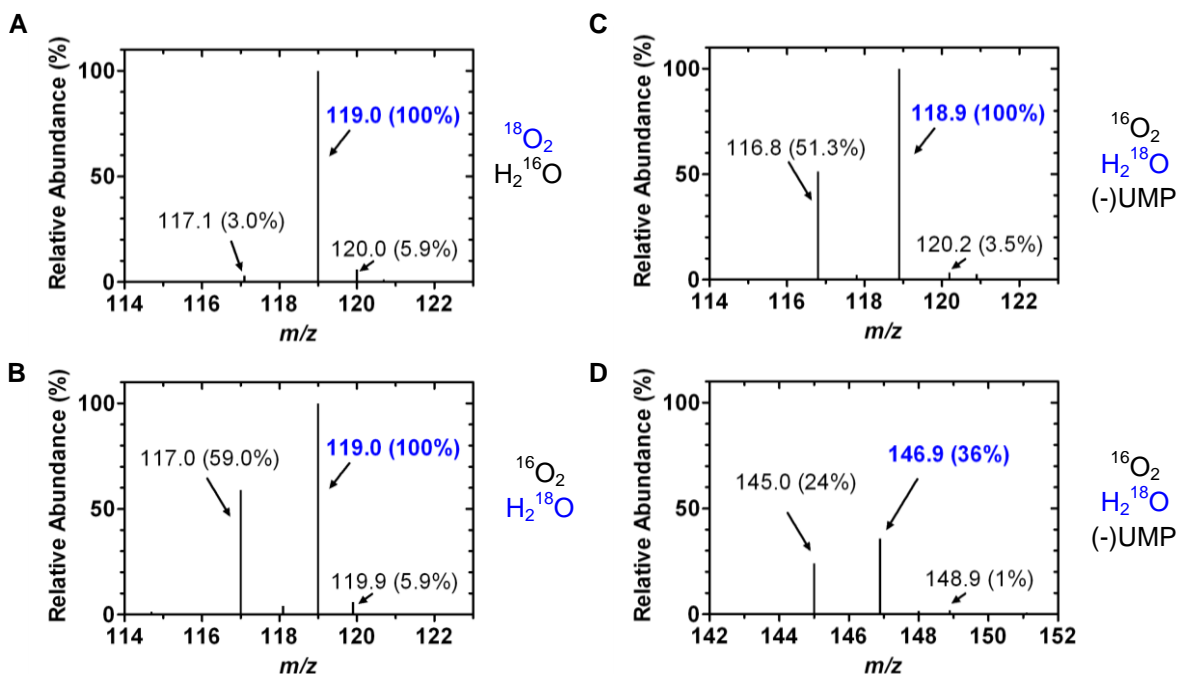 A
Relative Abundance (%)
100
50
0
119.0 (100%)
117.1 (3.0%)
120.0 (5.9%)
114 116 118 120 122
m/z
¹⁸O₂
H₂¹⁶O
B
Relative Abundance (%)
100
50
0
117.0 (59.0%)
119.0 (100%)
119.9 (5.9%)
114 116 118 120 122
m/z
¹⁶O₂
H₂¹⁸O
C
Relative Abundance (%)
100
50
0
118.9 (100%)
116.8 (51.3%)
120.2 (3.5%)
114 116 118 120 122
m/z
¹⁶O₂
H₂¹⁸O
(-)UMP
D
Relative Abundance (%)
100
50
0
146.9 (36%)
145.0 (24%)
148.9 (1%)
142 144 146 148 150 152
m/z
¹⁶O₂
H₂¹⁸O
(-)UMP